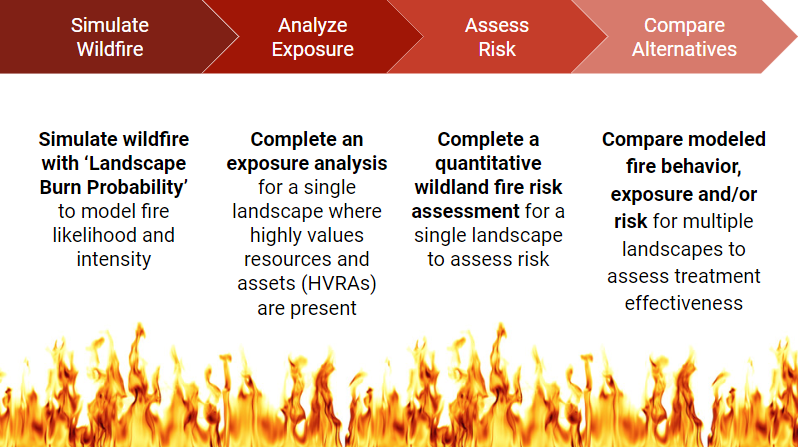 Simulate
Wildfire
Analyze
Exposure
Assess
Risk
Compare
Alternatives
Simulate wildfire
with ‘Landscape
Burn Probability’
to model fire
likelihood and
intensity
Complete an
exposure analysis
for a single
landscape where
highly values
resources and
assets (HVRAs)
are present
Complete a
quantitative
wildland fire risk
assessment for a
single landscape
to assess risk
Compare modeled
fire behavior,
exposure and/or
risk for multiple
landscapes to
assess treatment
effectiveness